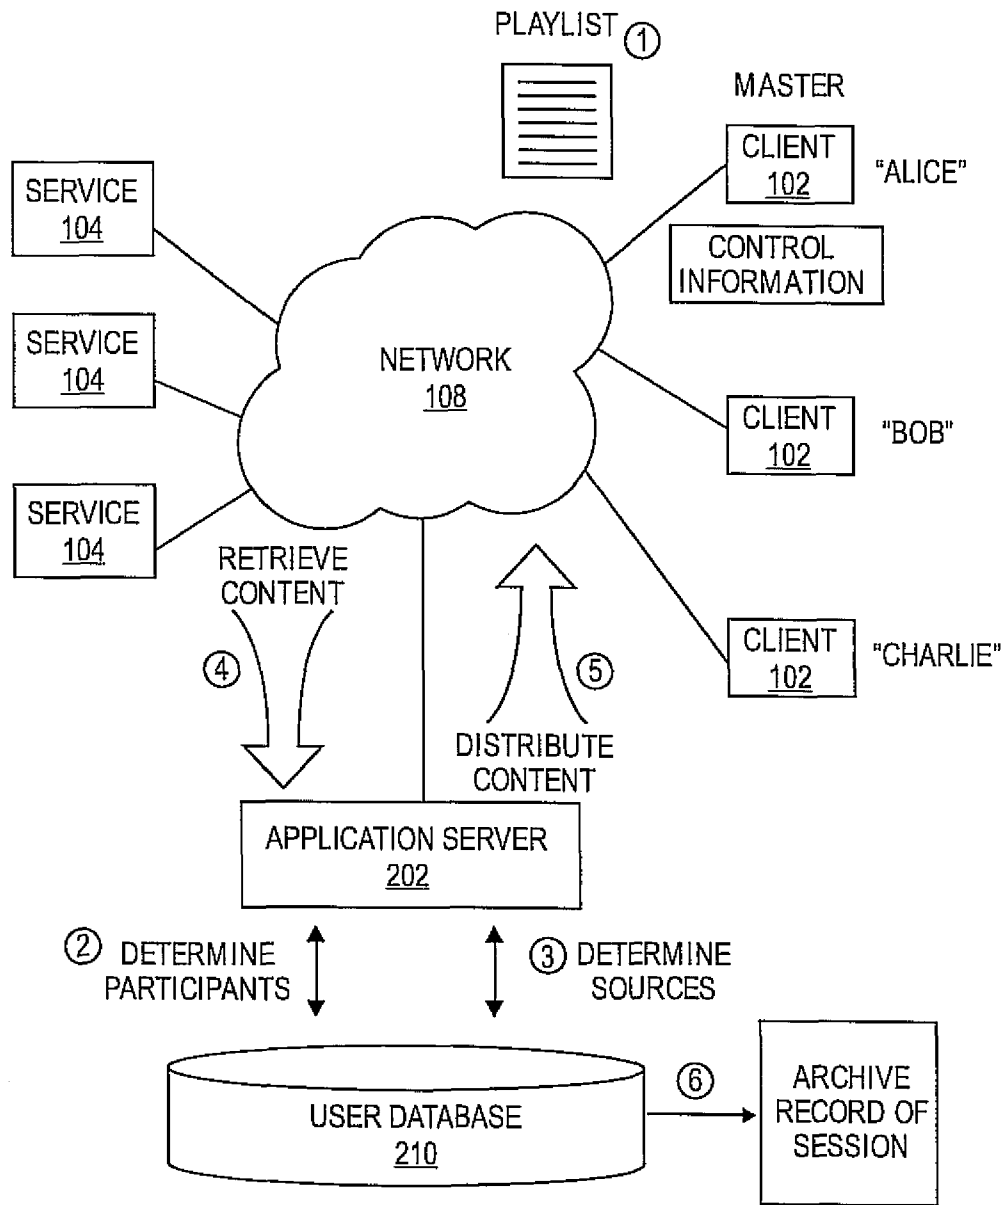 PLAYLIST
1
MASTER
CLIENT
102
"ALICE"
SERVICE
104
CONTROL
INFORMATION
SERVICE
104
NETWORK
108
CLIENT
102
"BOB"
SERVICE
104
RETRIEVE
CONTENT
4
5
CLIENT
102
"CHARLIE"
DISTRIBUTE
CONTENT
APPLICATION SERVER
202
2
DETERMINE
PARTICIPANTS
3
DETERMINE
SOURCES
USER DATABASE
210
6
ARCHIVE
RECORD OF
SESSION